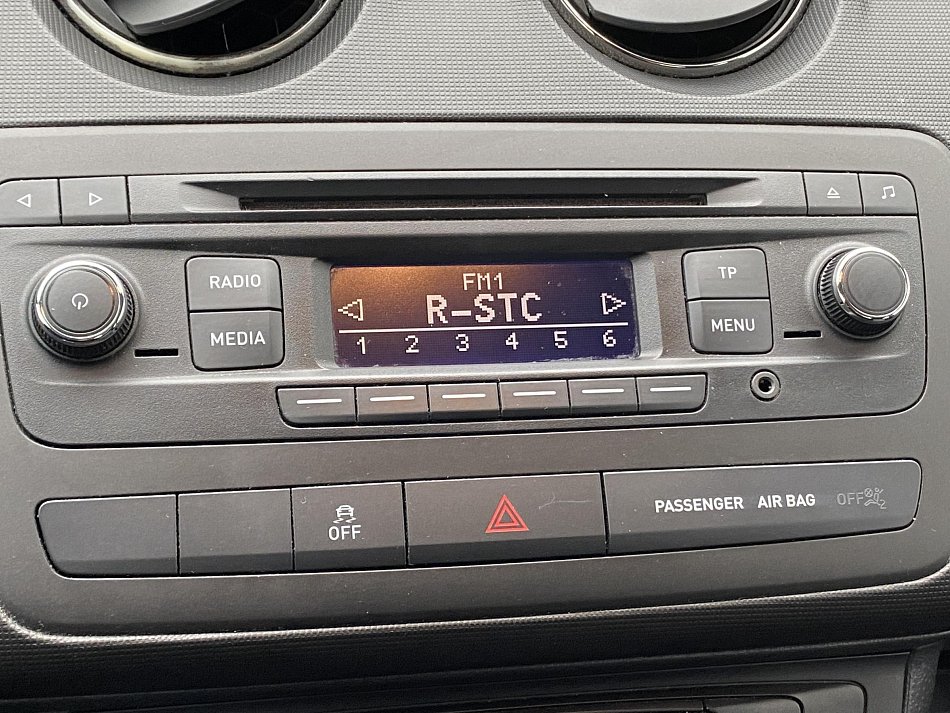 RADIO
MEDIA
FM1
R-STC
1 2 3 4 5 6
TP
MENU
OFF
PASSENGER AIR BAG OFF